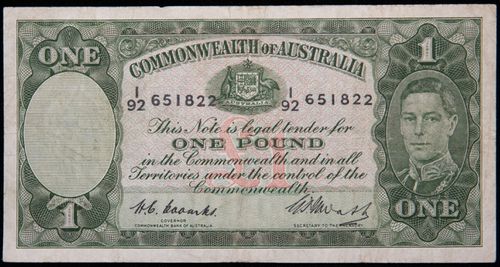 ONE
COMMONWEALTH OF AUSTRALIA
1
AUSTRALIA
I/92 651822
I/92 651822
This Note is legal tender for
ONE POUND
in the Commonwealth and in all
Territories under the control of the
Commonwealth.
£1
1
GOVERNOR
COMMONWEALTH BANK OF AUSTRALIA
SECRETARY TO THE TREASURY
ONE